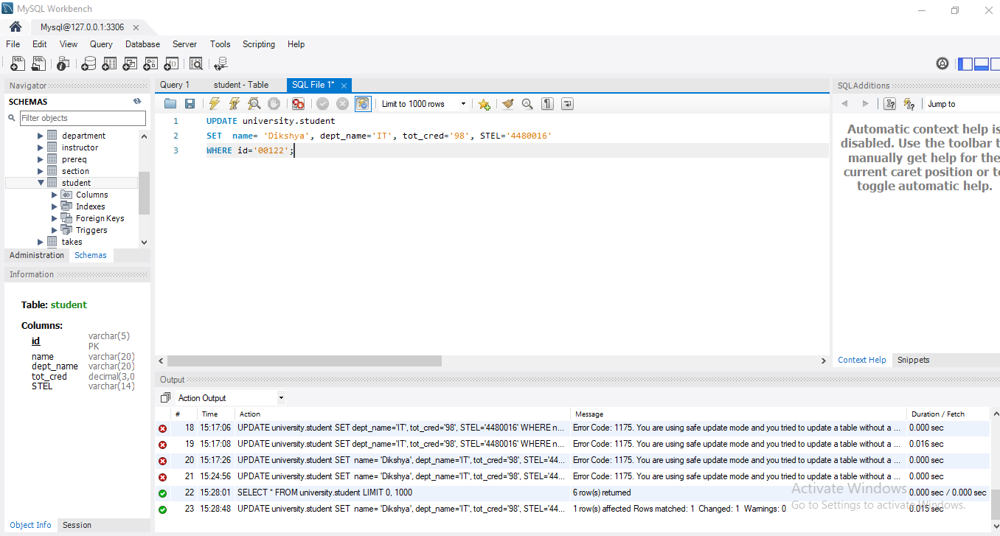 MySQL Workbench
Mysql@127.0.0.1:3306
File Edit View Query Database Server Tools Scripting Help
Navigator
SCHEMAS
Filter objects
department
instructor
prereq
section
student
Columns
Indexes
Foreign Keys
Triggers
takes
Administration Schemas
Information
Table: student
Columns:
id varchar(5) PK
name varchar(20)
dept_name varchar(20)
tot_cred decimal(3,0
STEL varchar(14)
Object Info Session
Query 1 student - Table SQL File 1*
Limit to 1000 rows
1 UPDATE university.student
2 SET name= 'Dikshya', dept_name='IT', tot_cred='98', STEL='4480016'
3 WHERE id='00122';
SQLAdditions
Jump to
Automatic context help is
disabled. Use the toolbar t
manually get help for the
current caret position or to
toggle automatic help.
Context Help Snippets
Output
Action Output
# Time Action Message Duration / Fetch
18 15:17:06 UPDATE university.student SET dept_name='IT', tot_cred='98', STEL='4480016' WHERE n... Error Code: 1175. You are using safe update mode and you tried to update a table without a ... 0.000 sec
19 15:17:08 UPDATE university.student SET dept_name='IT', tot_cred='98', STEL='4480016' WHERE n... Error Code: 1175. You are using safe update mode and you tried to update a table without a ... 0.016 sec
20 15:17:26 UPDATE university.student SET name= 'Dikshya', dept_name='IT', tot_cred='98', STEL='44... Error Code: 1175. You are using safe update mode and you tried to update a table without a ... 0.000 sec
21 15:24:56 UPDATE university.student SET name= 'Dikshya', dept_name='IT', tot_cred='98', STEL='44... Error Code: 1175. You are using safe update mode and you tried to update a table without a ... 0.000 sec
22 15:28:01 SELECT * FROM university.student LIMIT 0, 1000 6 row(s) returned 0.000 sec / 0.000 sec
23 15:28:48 UPDATE university.student SET name= 'Dikshya', dept_name='IT', tot_cred='98', STEL='44... 1 row(s) affected Rows matched: 1 Changed: 1 Warnings: 0 0.015 sec
Activate Windows
Go to Settings to activate Windows.